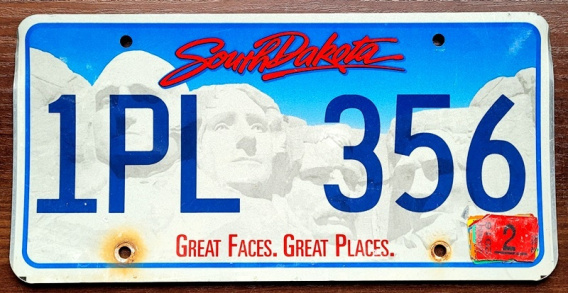 South Dakota
1PL 356
2
GREAT FACES. GREAT PLACES.